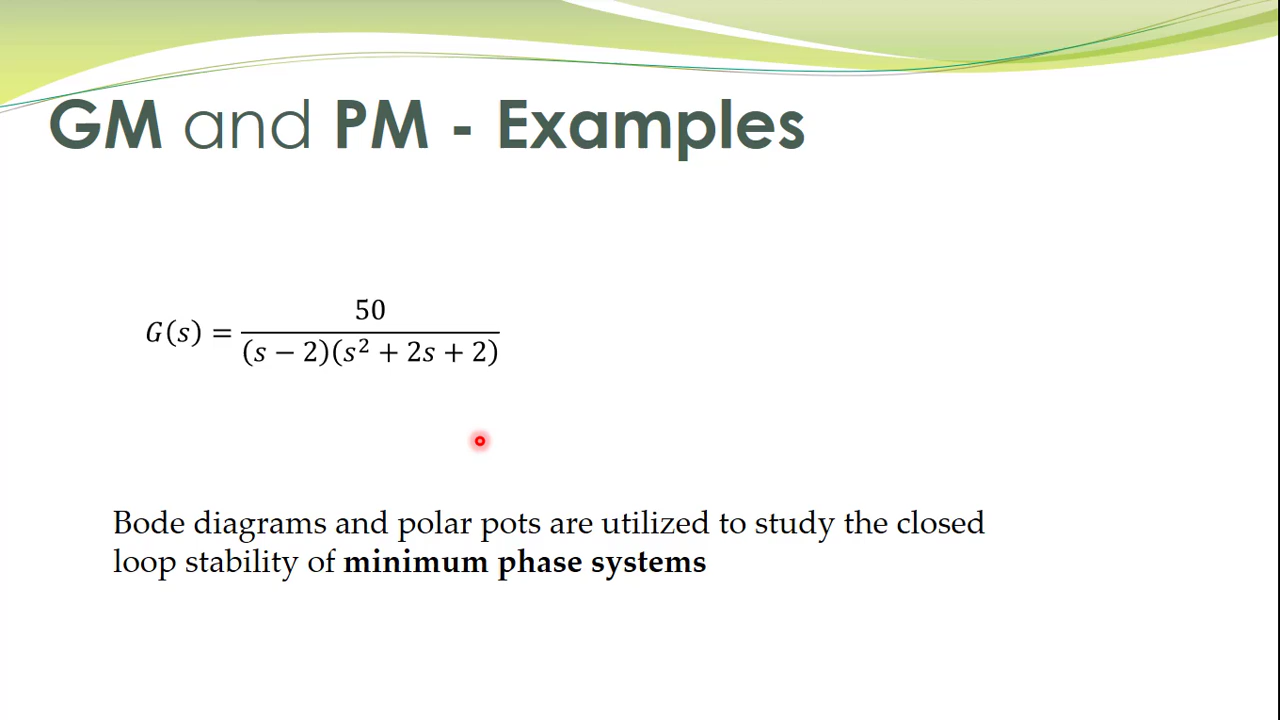 GM and PM - Examples
G(s) = 50 / (s − 2)(s² + 2s + 2)
Bode diagrams and polar pots are utilized to study the closed
loop stability of minimum phase systems